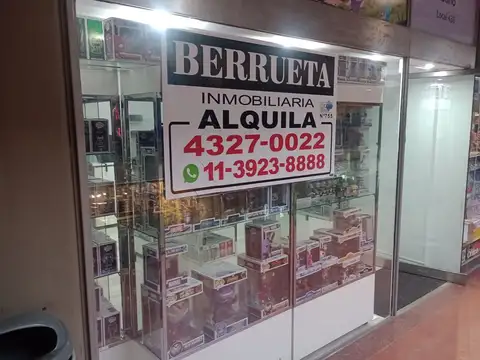 BERRUETA
INMOBILIARIA
ALQUILA
4327-0022
11-3923-8888